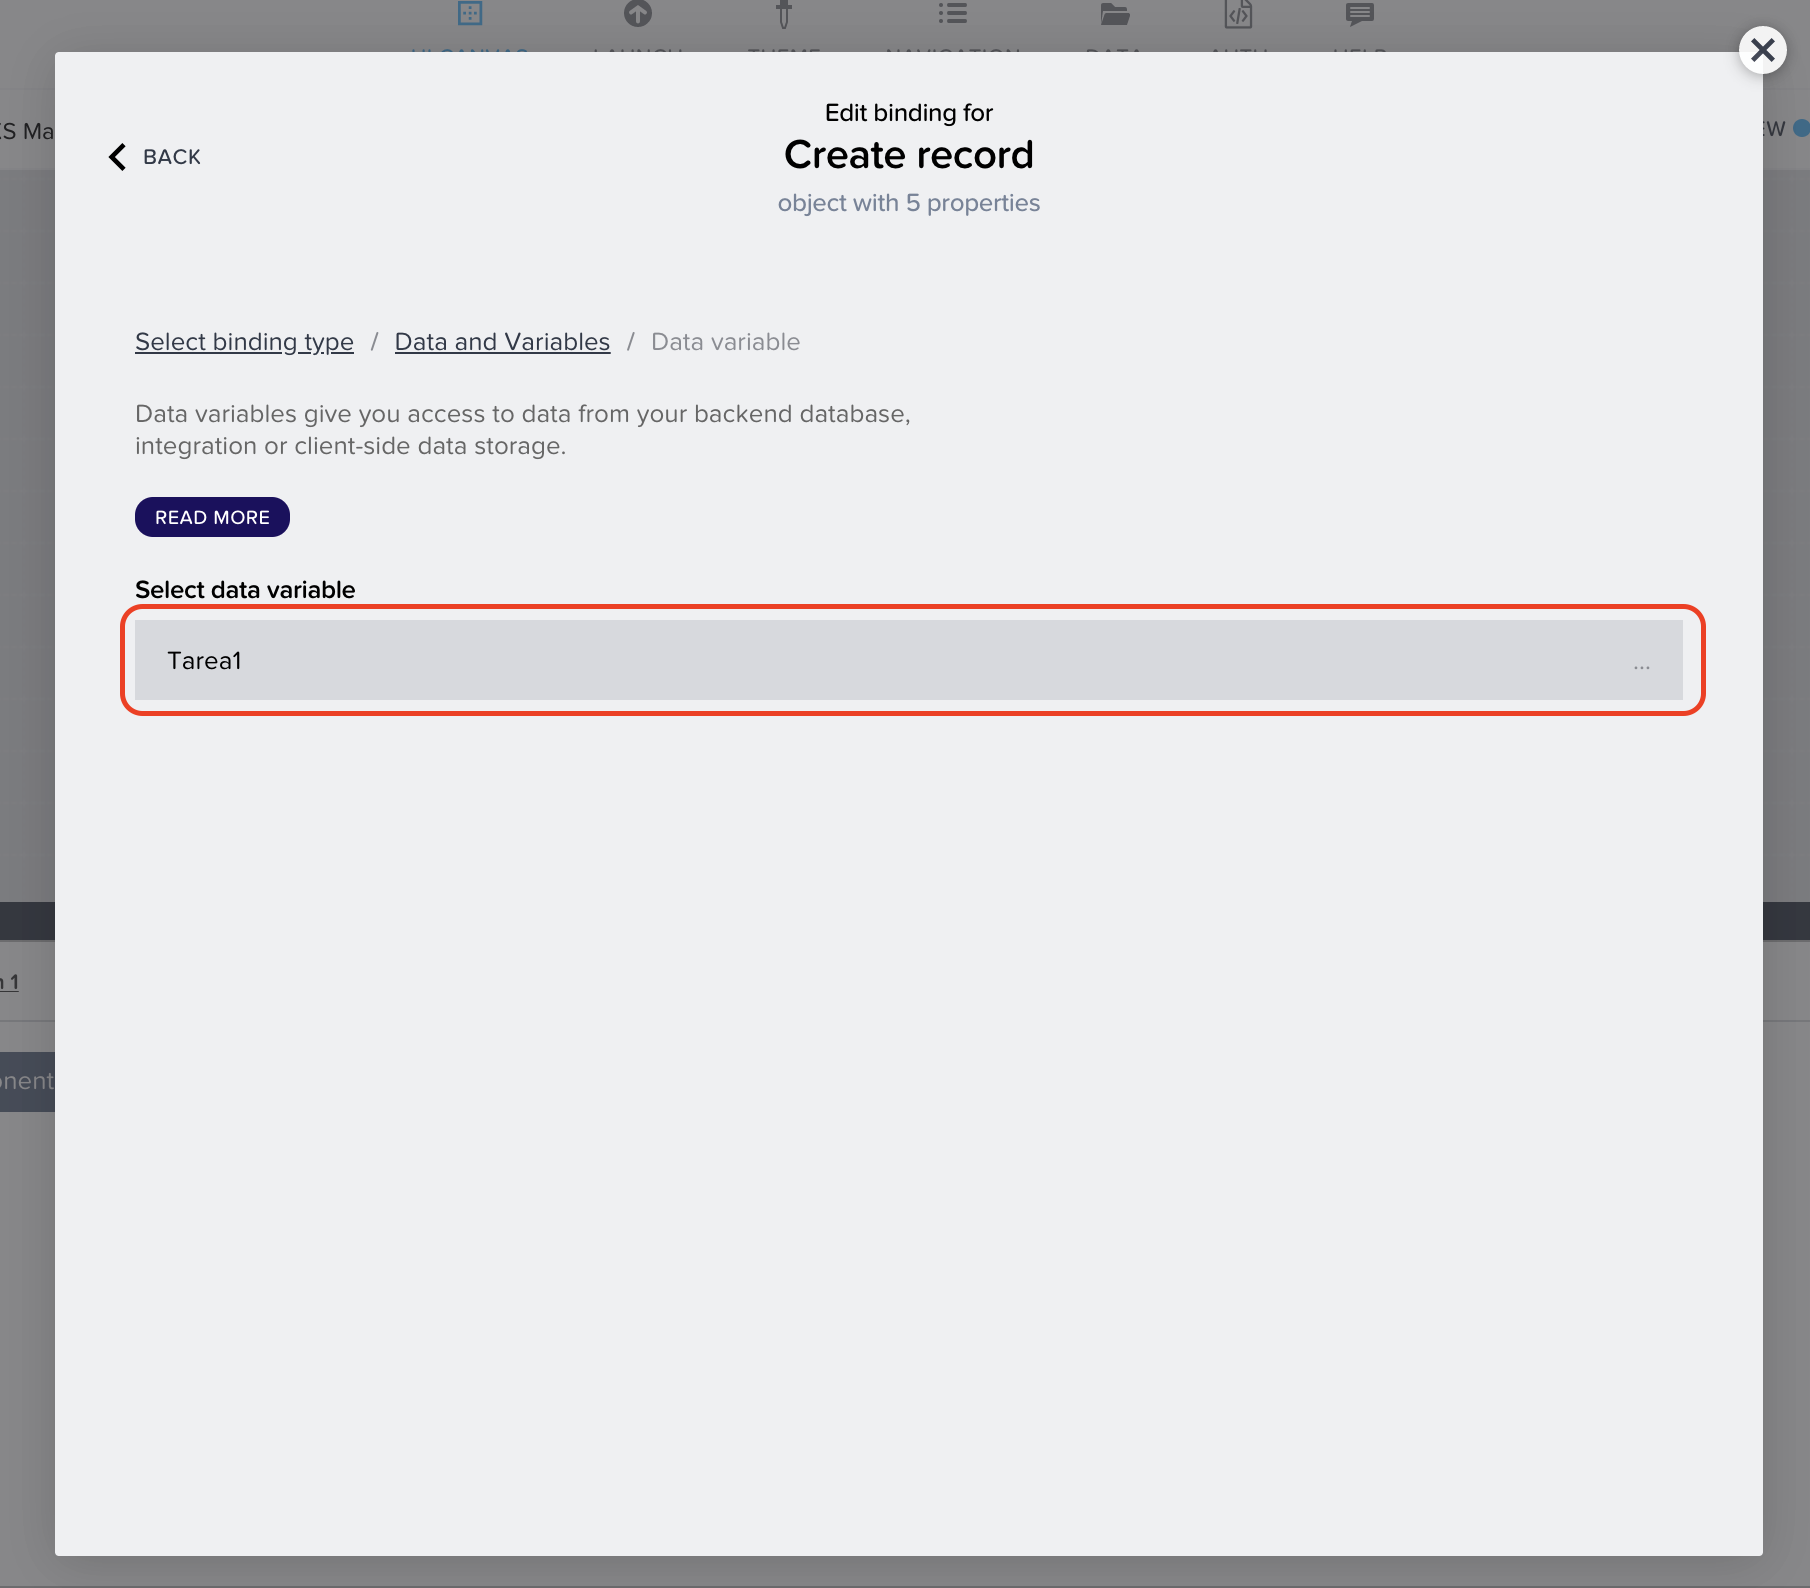 ES Ma
EW
Edit binding for
BACK
Create record
object with 5 properties
Select binding type / Data and Variables / Data variable
Data variables give you access to data from your backend database,
integration or client-side data storage.
READ MORE
Select data variable
Tarea1
...
n 1
onent